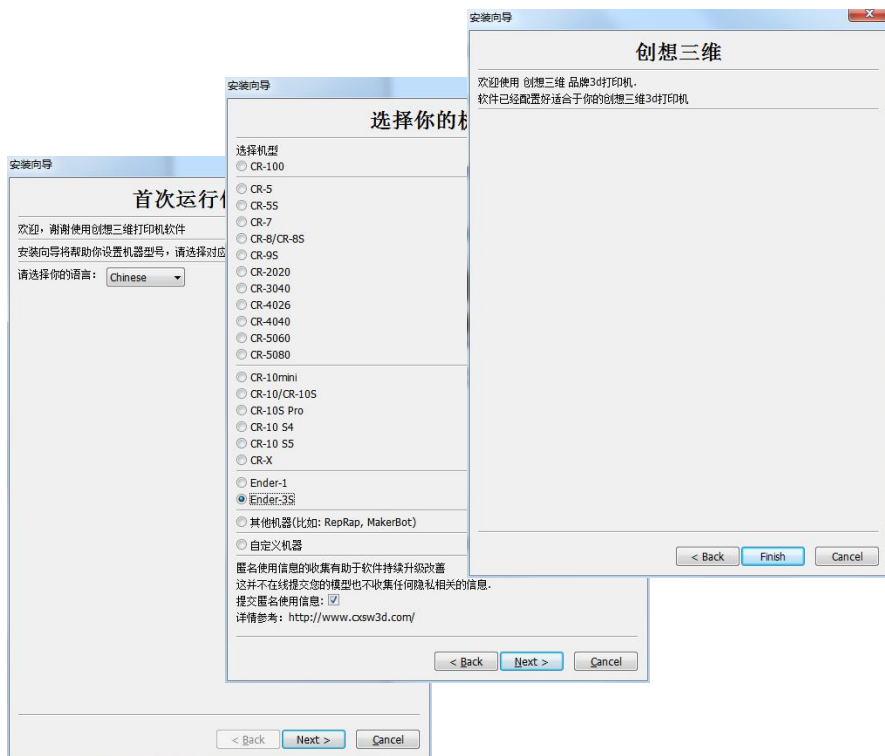 安装向导
首次运行
欢迎，谢谢使用创想三维打印机软件
安装向导将帮助你设置机器型号，请选择对应
请选择你的语言：
Chinese
< Back
Next >
Cancel
安装向导
选择你的
选择机型
CR-100
CR-5
CR-5S
CR-7
CR-8/CR-8S
CR-9S
CR-2020
CR-3040
CR-4026
CR-4040
CR-5060
CR-5080
CR-10mini
CR-10/CR-10S
CR-10S Pro
CR-10 S4
CR-10 S5
CR-X
Ender-1
Ender-3S
其他机器(比如: RepRap, MakerBot)
自定义机器
匿名使用信息的收集有助于软件持续升级改善
这并不在线提交您的模型也不收集任何隐私相关的信息.
提交匿名使用信息:
详情参考：http://www.cxsw3d.com/
< Back
Next >
Cancel
安装向导
创想三维
欢迎使用 创想三维 品牌3d打印机.
软件已经配置好适合于你的创想三维3d打印机
< Back
Finish
Cancel